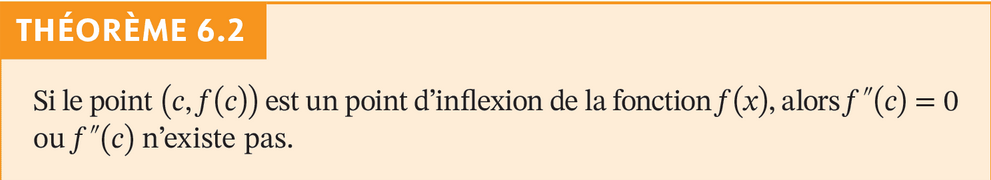 THÉORÈME 6.2
Si le point (c, f(c)) est un point d’inflexion de la fonction f(x), alors f ″(c) = 0
ou f ″(c) n’existe pas.